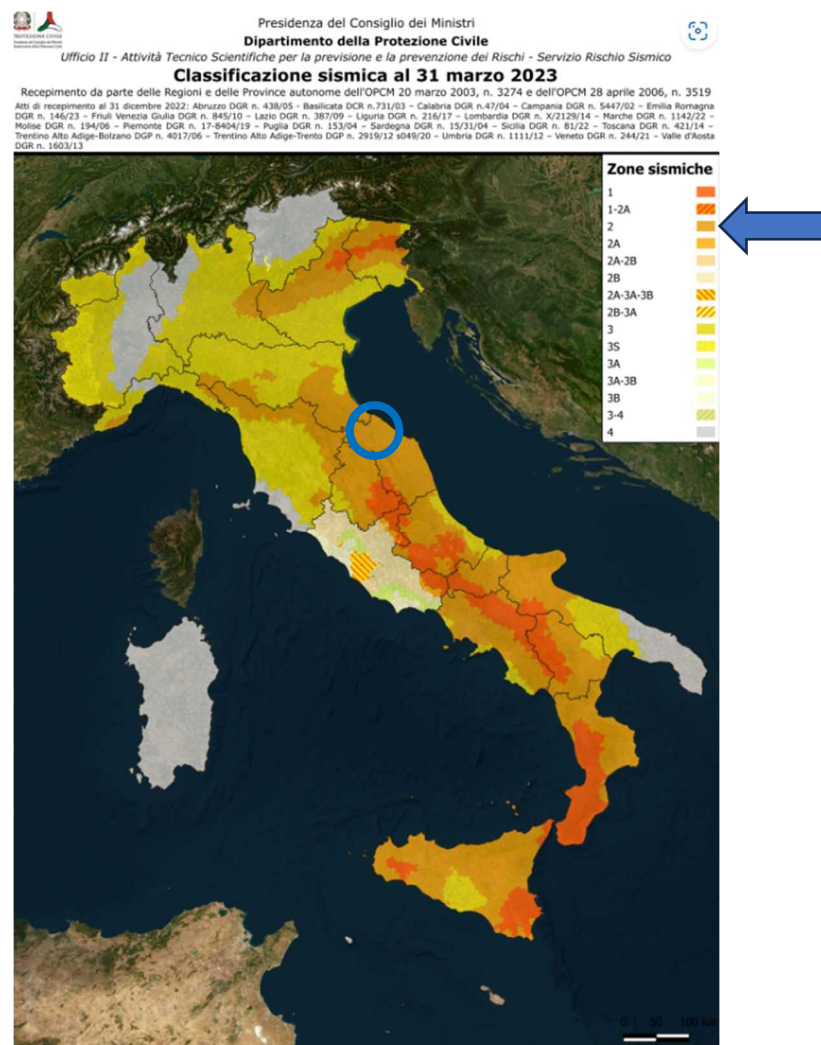 PROTEZIONE CIVILE
Presidenza del Consiglio dei Ministri
Dipartimento della Protezione Civile
Ufficio II - Attività Tecnico Scientifiche per la previsione e la prevenzione dei Rischi - Servizio Rischio Sismico
Classificazione sismica al 31 marzo 2023
Recepimento da parte delle Regioni e delle Province autonome dell'OPCM 20 marzo 2003, n. 3274 e dell'OPCM 28 aprile 2006, n. 3519
Atti di recepimento al 31 dicembre 2022: Abruzzo DGR n. 438/05 - Basilicata DCR n.731/03 – Calabria DGR n.47/04 – Campania DGR n. 5447/02 – Emilia Romagna
DGR n. 146/23 – Friuli Venezia Giulia DGR n. 845/10 – Lazio DGR n. 387/09 – Liguria DGR n. 216/17 – Lombardia DGR n. X/2129/14 – Marche DGR n. 1142/22 –
Molise DGR n. 194/06 – Piemonte DGR n. 17-8404/19 – Puglia DGR n. 153/04 – Sardegna DGR n. 15/31/04 – Sicilia DGR n. 81/22 – Toscana DGR n. 421/14 –
Trentino Alto Adige-Bolzano DGP n. 4017/06 – Trentino Alto Adige-Trento DGP n. 2919/12 s049/20 – Umbria DGR n. 1111/12 – Veneto DGR n. 244/21 – Valle d'Aosta
DGR n. 1603/13
Zone sismiche
1
1-2A
2
2A
2A-2B
2B
2A-3A-3B
2B-3A
3
3S
3A
3A-3B
3B
3-4
4
0 50 100 km